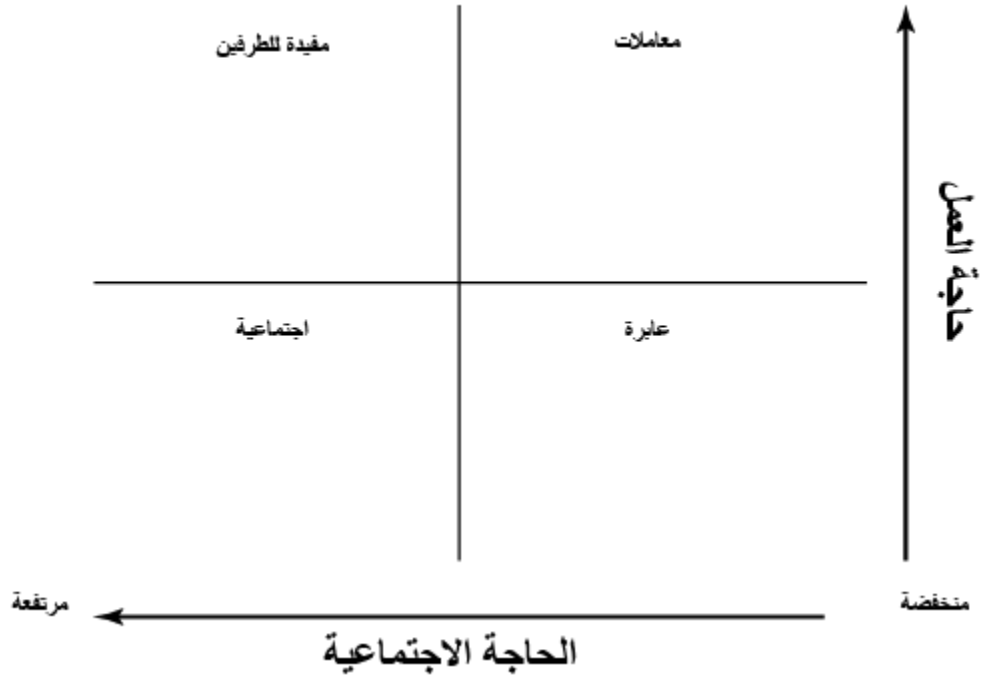 معاملات
مفيدة للطرفين
حاجة العمل
عابرة
اجتماعية
منخفضة
مرتفعة
الحاجة الاجتماعية